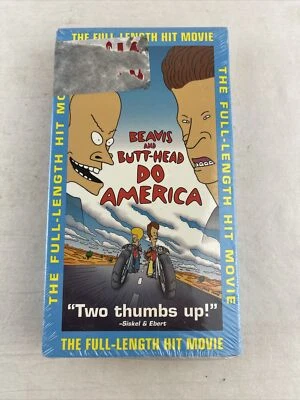 THE FULL-LENGTH HIT MOVIE
THE FULL-LENGTH HIT MOVIE
THE FULL-LENGTH HIT MOVIE
BEAVIS AND
BUTT-HEAD
DO
AMERICA
"Two thumbs up!"
–Siskel & Ebert
THE FULL-LENGTH HIT MOVIE